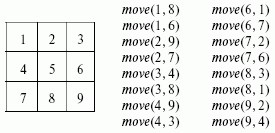 1 2 3
4 5 6
7 8 9
move(1, 8) move(6, 1)
move(1, 6) move(6, 7)
move(2, 9) move(7, 2)
move(2, 7) move(7, 6)
move(3, 4) move(8, 3)
move(3, 8) move(8, 1)
move(4, 9) move(9, 2)
move(4, 3) move(9, 4)